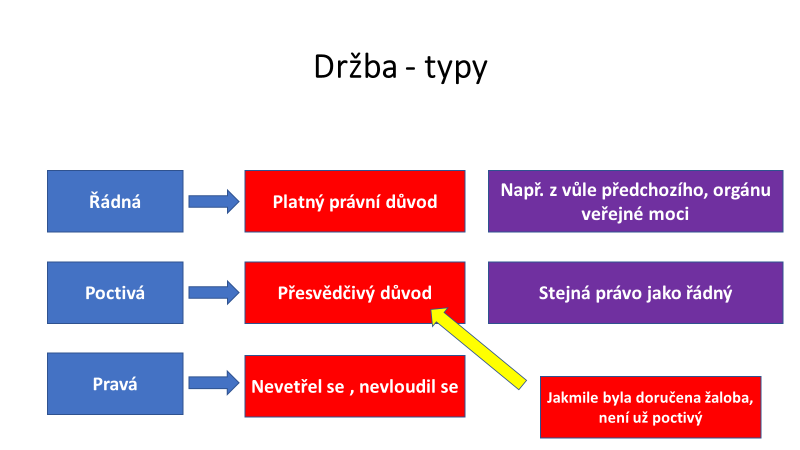 Držba - typy
Řádná
Platný právní důvod
Např. z vůle předchozího, orgánu
veřejné moci
Poctivá
Přesvědčivý důvod
Stejná právo jako řádný
Pravá
Nevetřel se , nevloudil se
Jakmile byla doručena žaloba,
není už poctivý